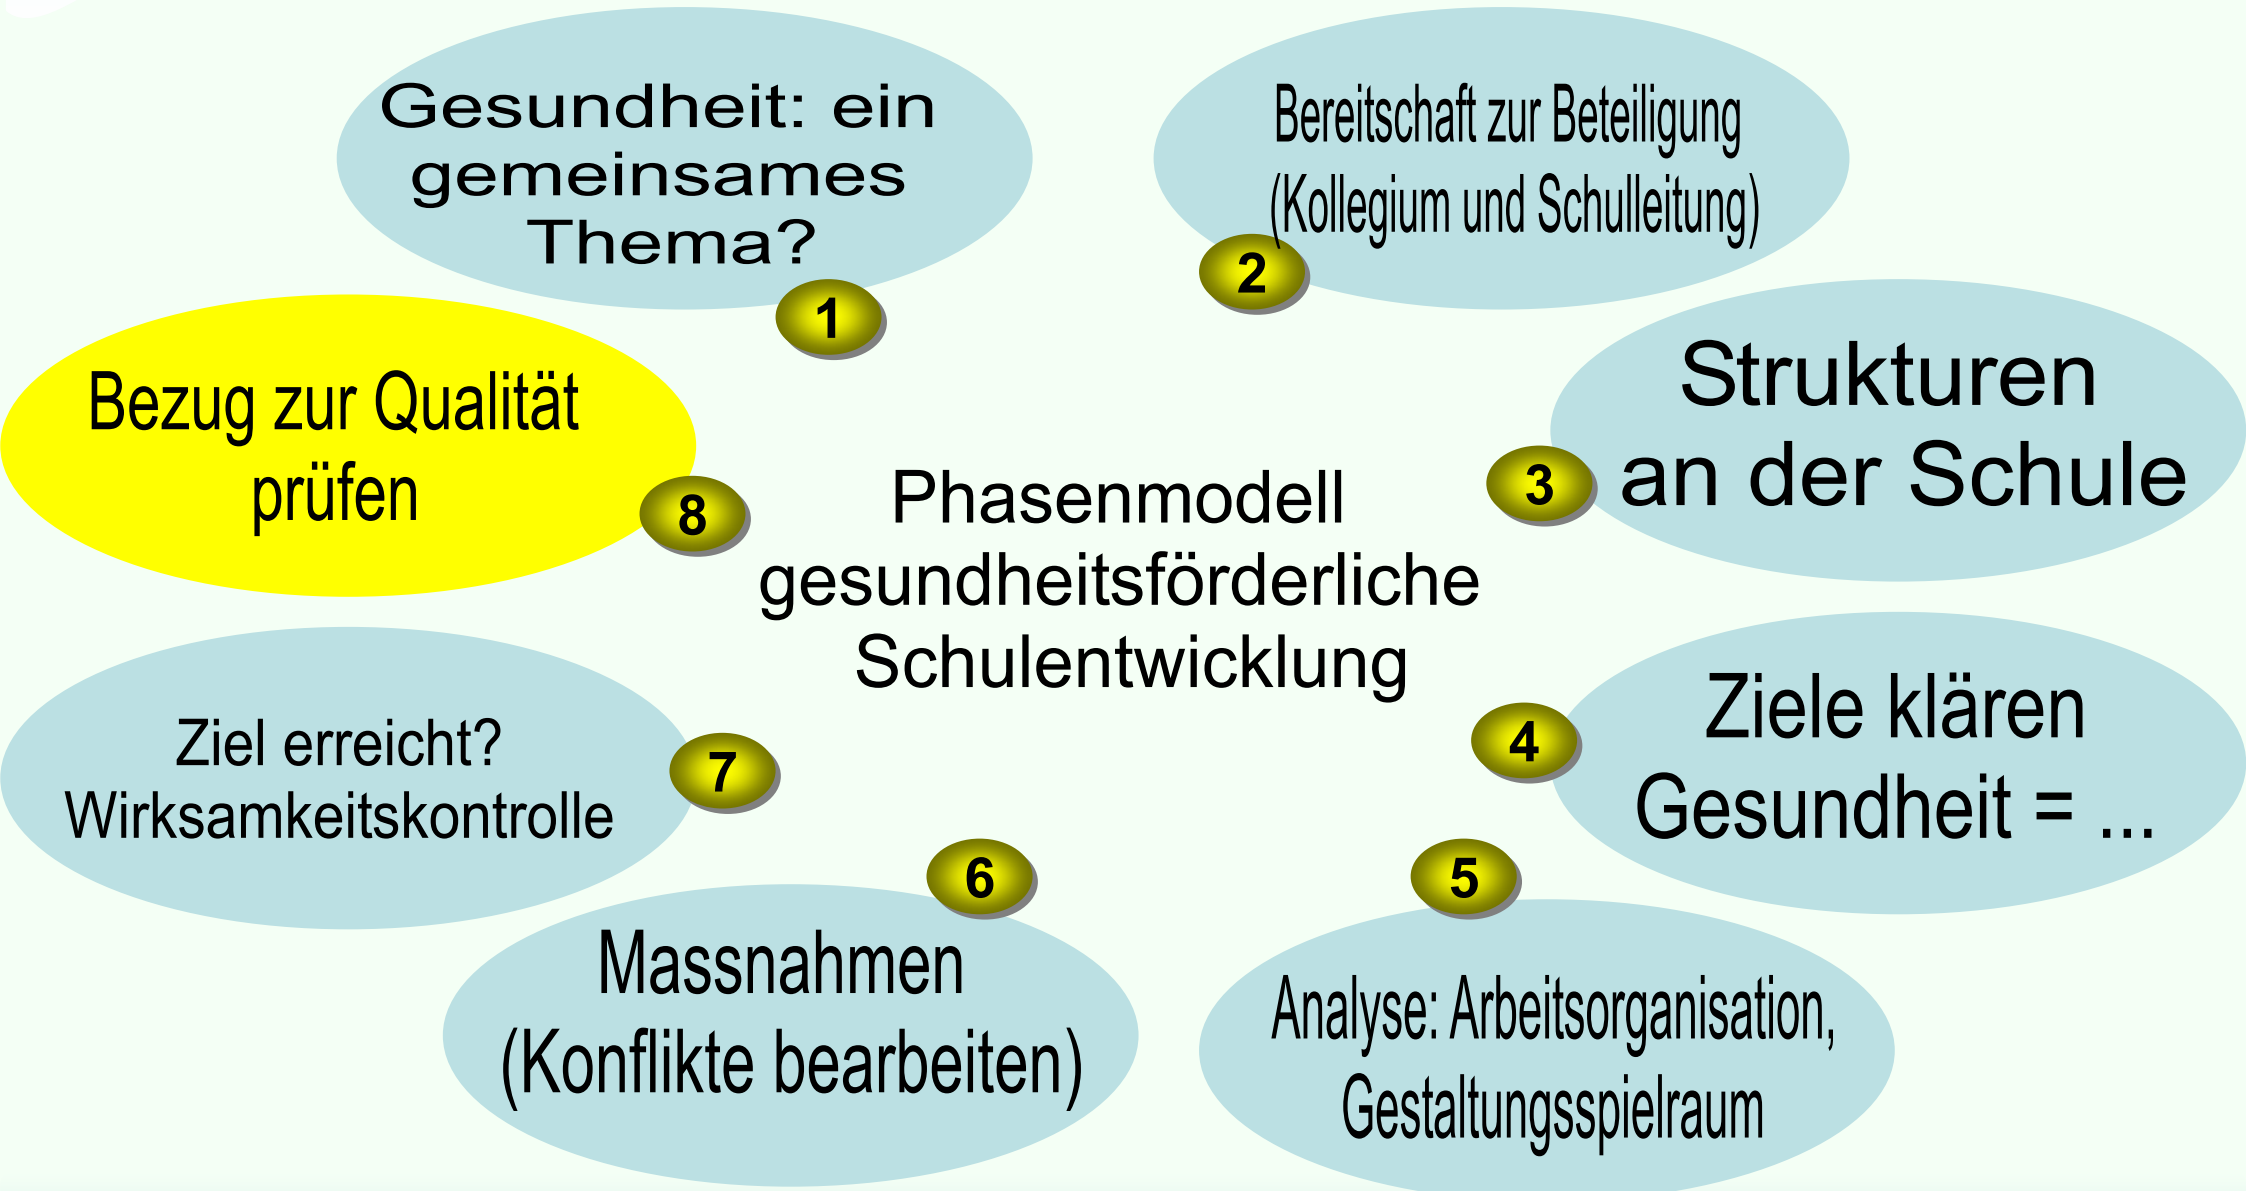 Gesundheit: ein
gemeinsames
Thema?
1
Bereitschaft zur Beteiligung
(Kollegium und Schulleitung)
2
Strukturen
an der Schule
3
Ziele klären
Gesundheit = ...
4
Analyse: Arbeitsorganisation,
Gestaltungsspielraum
5
Massnahmen
(Konflikte bearbeiten)
6
Ziel erreicht?
Wirksamkeitskontrolle
7
Bezug zur Qualität
prüfen
8
Phasenmodell
gesundheitsförderliche
Schulentwicklung